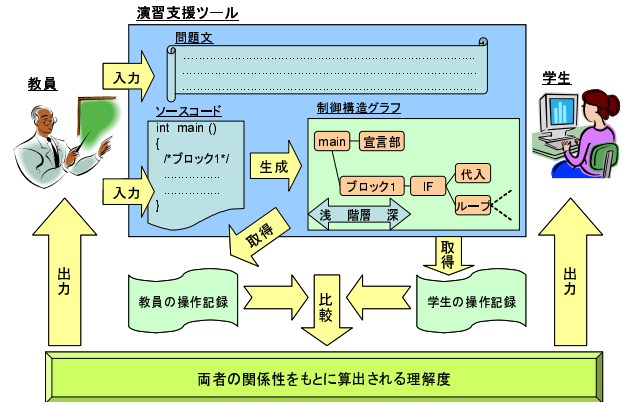 演習支援ツール
問題文
教員
入力
学生
ソースコード
制御構造グラフ
int main ()
{
/*ブロック1*/
}
生成
main
宣言部
ブロック1
IF
代入
ループ
入力
浅 階層 深
取得
取得
出力
教員の操作記録
比較
学生の操作記録
出力
両者の関係性をもとに算出される理解度